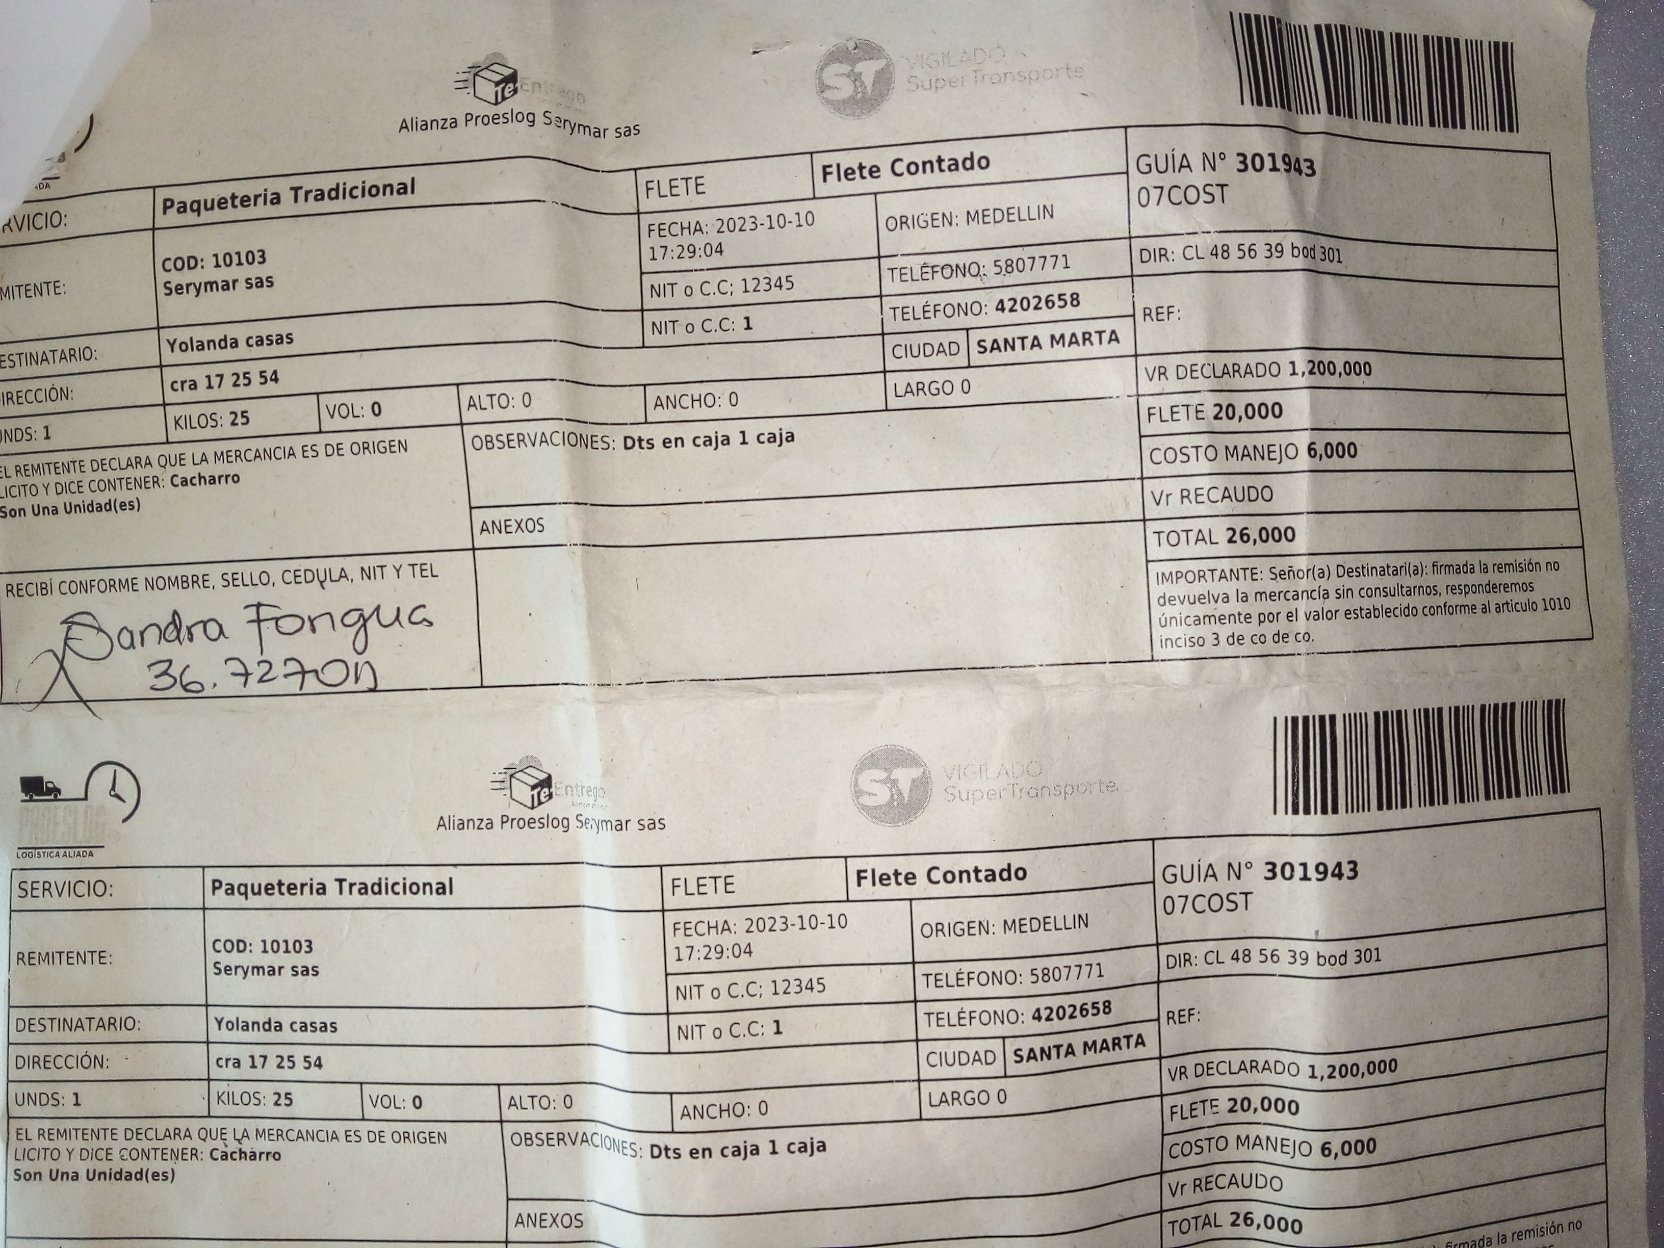 Te Entrego
Alianza Proeslog Serymar sas
ST VIGILADO
SuperTransporte
RVICIO: Paqueteria Tradicional
FLETE Flete Contado
GUÍA N° 301943
07COST
MITENTE: COD: 10103
Serymar sas
FECHA: 2023-10-10
17:29:04
ORIGEN: MEDELLIN
DIR: CL 48 56 39 bod 301
NIT o C.C; 12345
TELÉFONO: 5807771
ESTINATARIO: Yolanda casas
NIT o C.C: 1
TELÉFONO: 4202658
REF:
IRECCIÓN: cra 17 25 54
CIUDAD SANTA MARTA
VR DECLARADO 1,200,000
NDS: 1 KILOS: 25 VOL: 0 ALTO: 0 ANCHO: 0 LARGO 0
FLETE 20,000
EL REMITENTE DECLARA QUE LA MERCANCIA ES DE ORIGEN
LICITO Y DICE CONTENER: Cacharro
Son Una Unidad(es)
OBSERVACIONES: Dts en caja 1 caja
COSTO MANEJO 6,000
Vr RECAUDO
ANEXOS
TOTAL 26,000
RECIBÍ CONFORME NOMBRE, SELLO, CEDULA, NIT Y TEL
Sandra Fongua
IMPORTANTE: Señor(a) Destinatari(a): firmada la remisión no
devuelva la mercancía sin consultarnos, responderemos
únicamente por el valor establecido conforme al articulo 1010
inciso 3 de co de co.
PROESLOG
LOGÍSTICA ALIADA
Te Entrego
Alianza Proeslog Serymar sas
ST VIGILADO
SuperTransporte
SERVICIO: Paqueteria Tradicional
FLETE Flete Contado
GUÍA N° 301943
07COST
REMITENTE: COD: 10103
Serymar sas
FECHA: 2023-10-10
17:29:04
ORIGEN: MEDELLIN
DIR: CL 48 56 39 bod 301
NIT o C.C; 12345
TELÉFONO: 5807771
DESTINATARIO: Yolanda casas
NIT o C.C: 1
TELÉFONO: 4202658
REF:
DIRECCIÓN: cra 17 25 54
CIUDAD SANTA MARTA
VR DECLARADO 1,200,000
UNDS: 1 KILOS: 25 VOL: 0 ALTO: 0 ANCHO: 0 LARGO 0
FLETE 20,000
EL REMITENTE DECLARA QUE LA MERCANCIA ES DE ORIGEN
LICITO Y DICE CONTENER: Cacharro
Son Una Unidad(es)
OBSERVACIONES: Dts en caja 1 caja
COSTO MANEJO 6,000
Vr RECAUDO
ANEXOS
TOTAL 26,000
firmada la remisión no